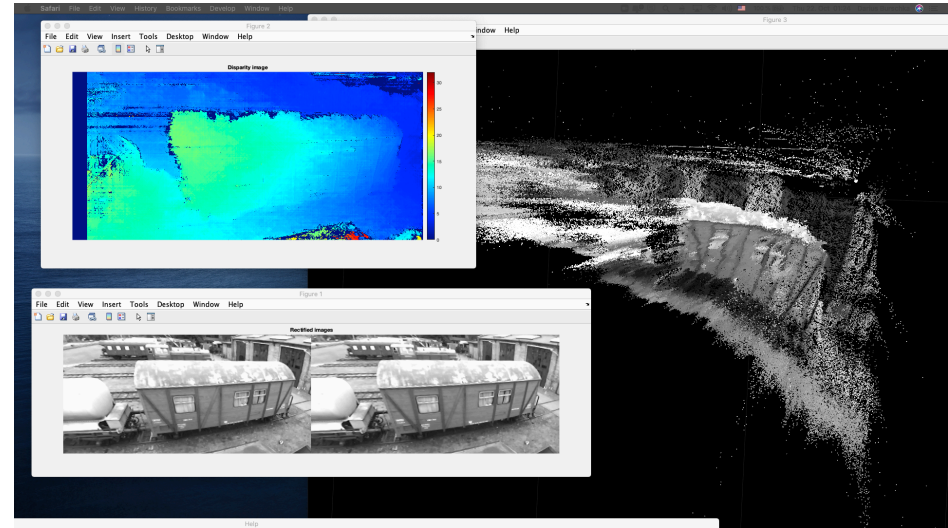 Safari File Edit View History Bookmarks Develop Window Help
Figure 2
File Edit View Insert Tools Desktop Window Help
Disparity image
30
25
20
15
10
5
0
Figure 3
ndow Help
Figure 1
File Edit View Insert Tools Desktop Window Help
Rectified images
Help